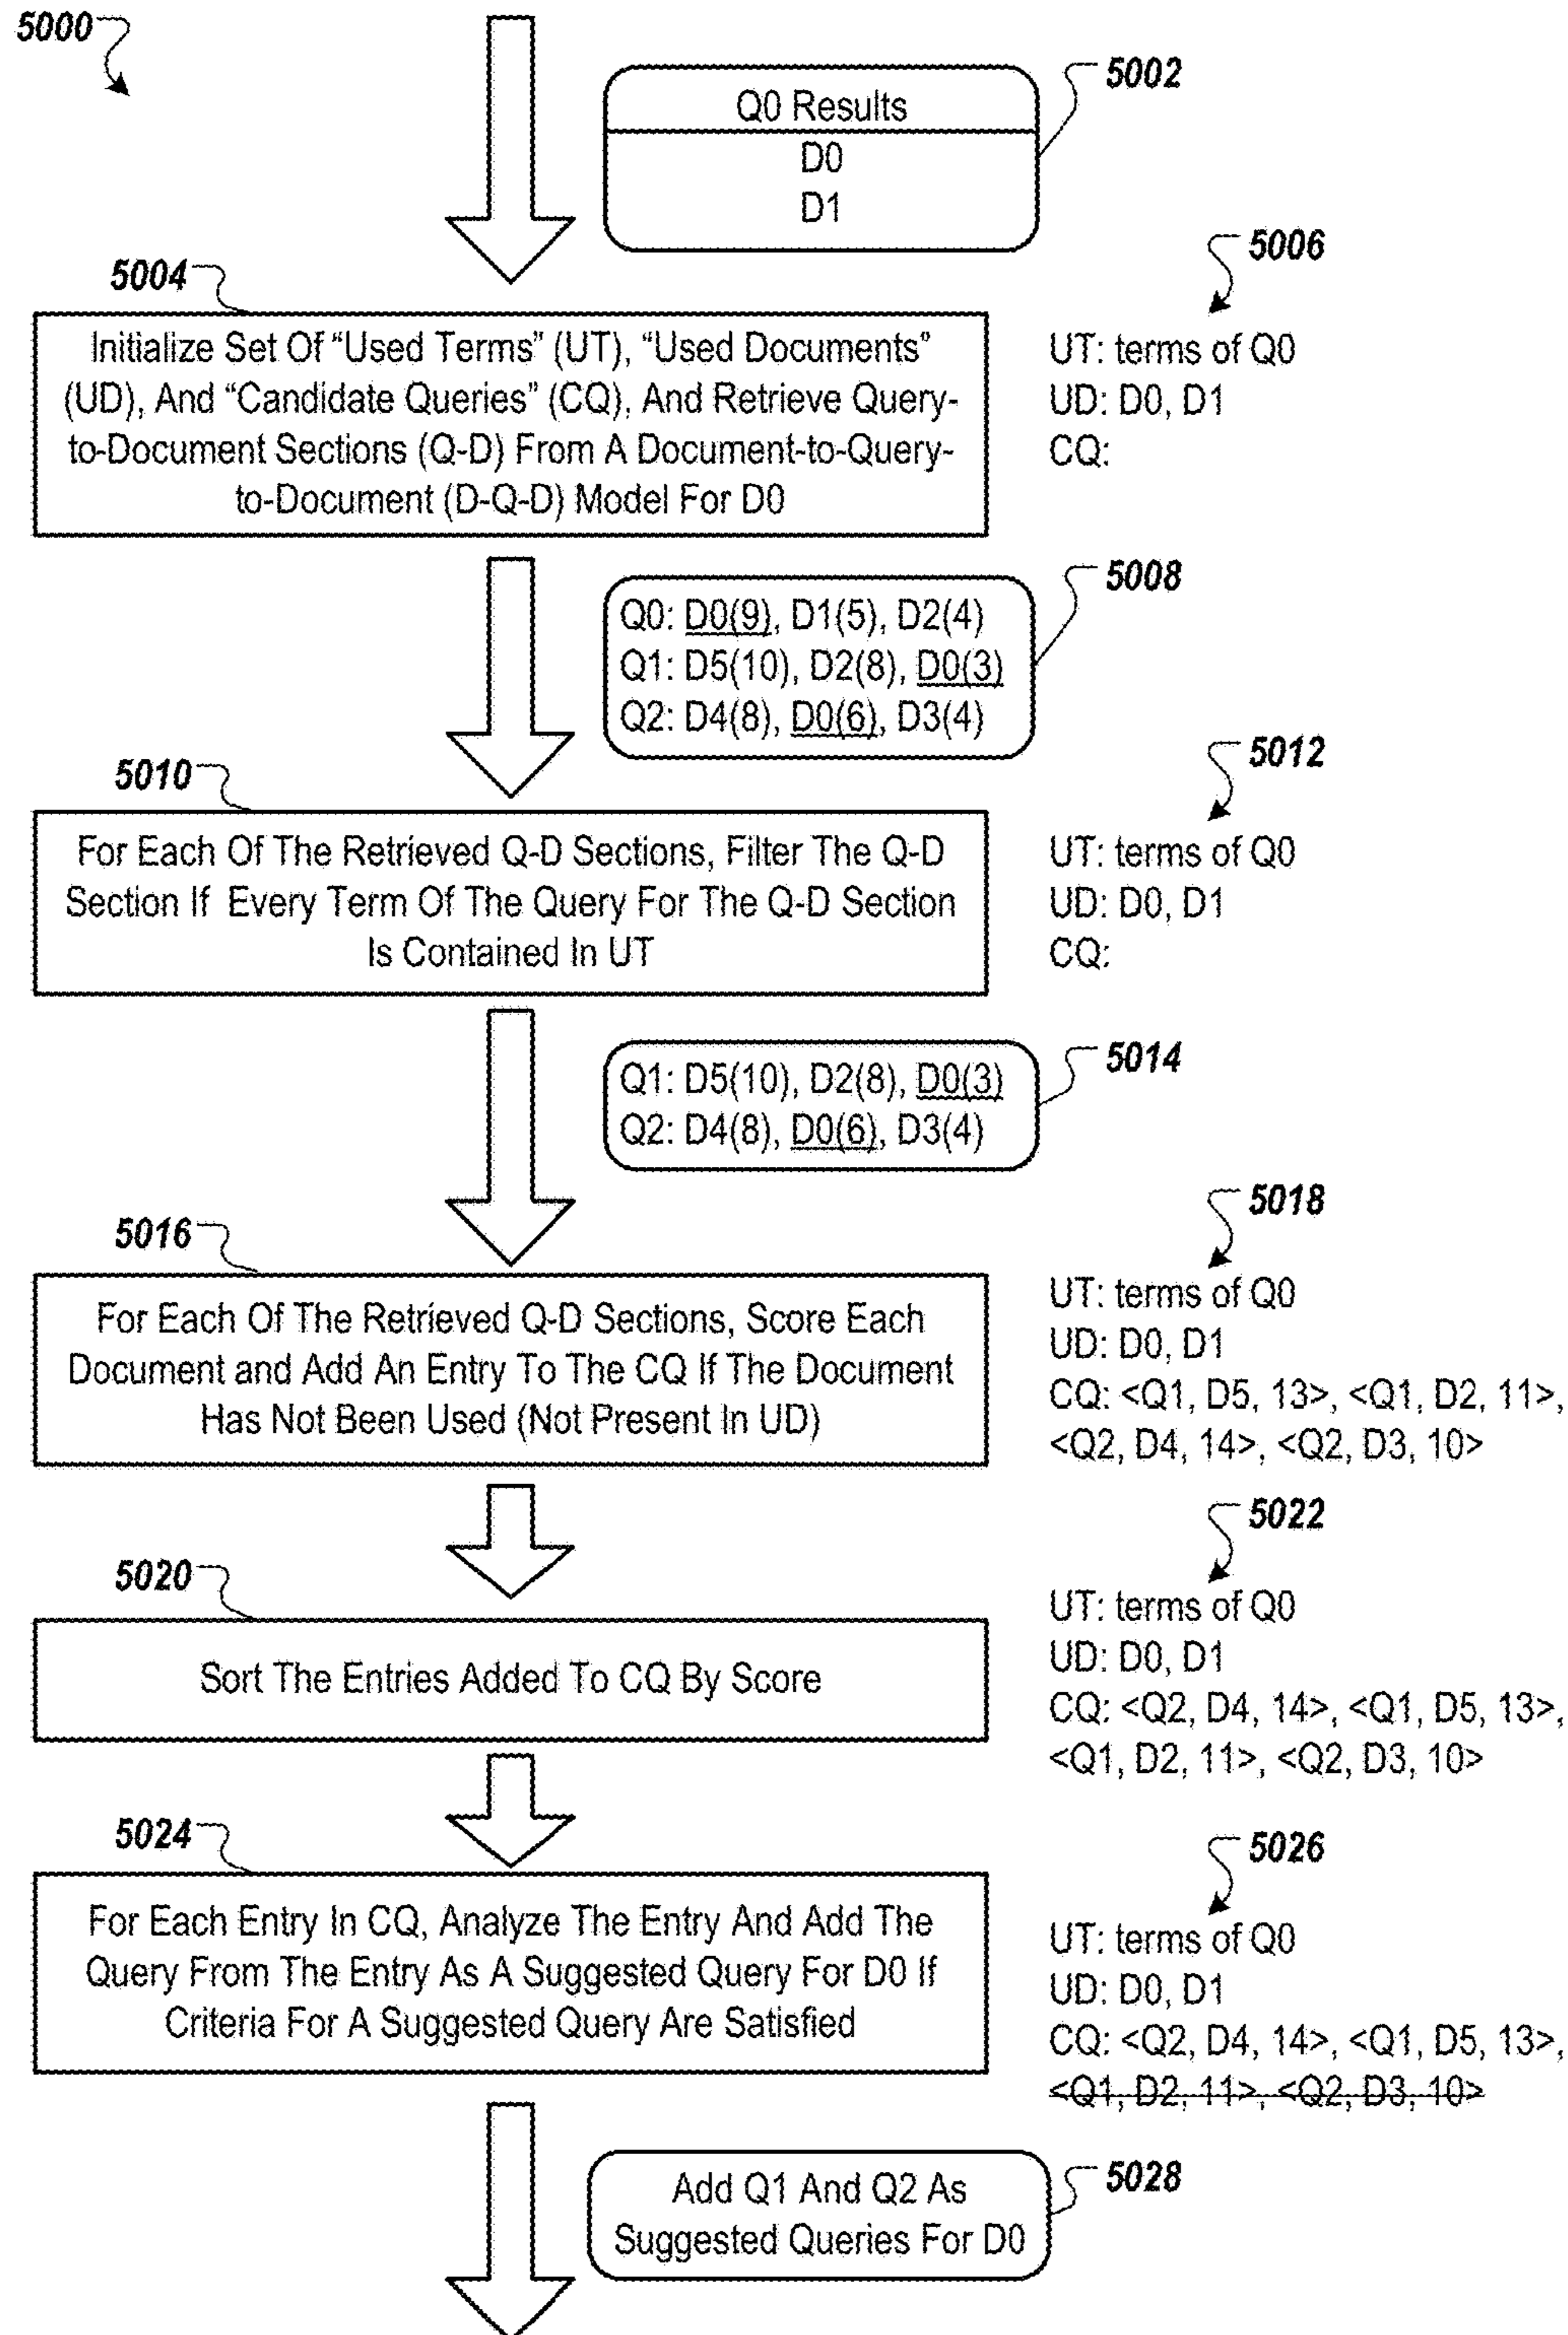 5000
Q0 Results
D0
D1
5002
5004
5006
Initialize Set Of “Used Terms” (UT), “Used Documents”
(UD), And “Candidate Queries” (CQ), And Retrieve Query-
to-Document Sections (Q-D) From A Document-to-Query-
to-Document (D-Q-D) Model For D0
UT: terms of Q0
UD: D0, D1
CQ:
5008
Q0: D0(9), D1(5), D2(4)
Q1: D5(10), D2(8), D0(3)
Q2: D4(8), D0(6), D3(4)
5010
5012
For Each Of The Retrieved Q-D Sections, Filter The Q-D
Section If Every Term Of The Query For The Q-D Section
Is Contained In UT
UT: terms of Q0
UD: D0, D1
CQ:
5014
Q1: D5(10), D2(8), D0(3)
Q2: D4(8), D0(6), D3(4)
5016
5018
For Each Of The Retrieved Q-D Sections, Score Each
Document and Add An Entry To The CQ If The Document
Has Not Been Used (Not Present In UD)
UT: terms of Q0
UD: D0, D1
CQ: <Q1, D5, 13>, <Q1, D2, 11>,
<Q2, D4, 14>, <Q2, D3, 10>
5020
5022
Sort The Entries Added To CQ By Score
UT: terms of Q0
UD: D0, D1
CQ: <Q2, D4, 14>, <Q1, D5, 13>,
<Q1, D2, 11>, <Q2, D3, 10>
5024
5026
For Each Entry In CQ, Analyze The Entry And Add The
Query From The Entry As A Suggested Query For D0 If
Criteria For A Suggested Query Are Satisfied
UT: terms of Q0
UD: D0, D1
CQ: <Q2, D4, 14>, <Q1, D5, 13>,
<Q1, D2, 11>, <Q2, D3, 10>
5028
Add Q1 And Q2 As
Suggested Queries For D0